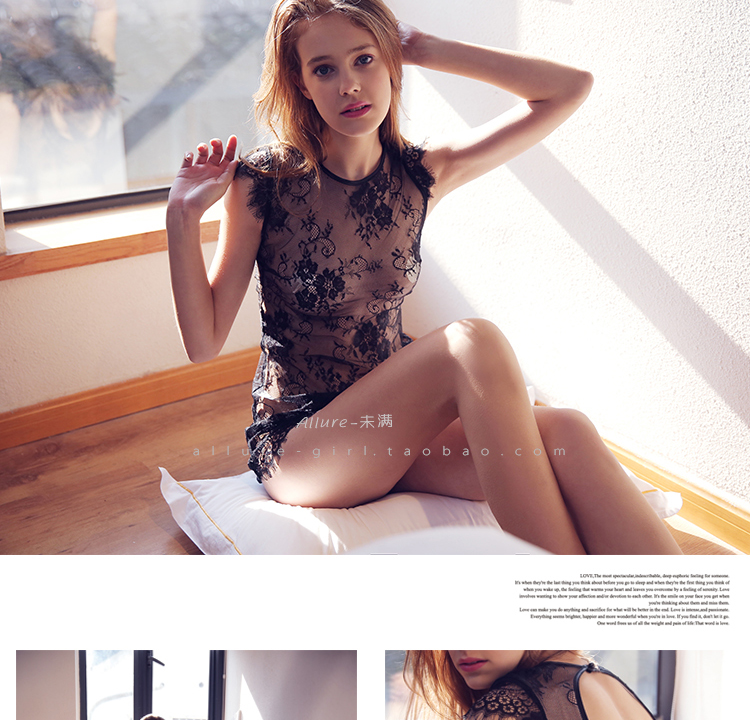 Allure-未满
allure-girl.taobao.com
LOVE,The most spectacular,indescribable, deep euphoric feeling for someone.
It's when they're the last thing you think about before you go to sleep and when they're the first thing you think of
when you wake up, the feeling that warms your heart and leaves you overcome by a feeling of serenity. Love
involves wanting to show your affection and/or devotion to each other. It's the smile on your face you get when
you're thinking about them and miss them.
Love can make you do anything and sacrifice for what will be better in the end. Love is intense,and passionate.
Everything seems brighter, happier and more wonderful when you're in love. If you find it, don't let it go.
One word frees us of all the weight and pain of life:That word is love.